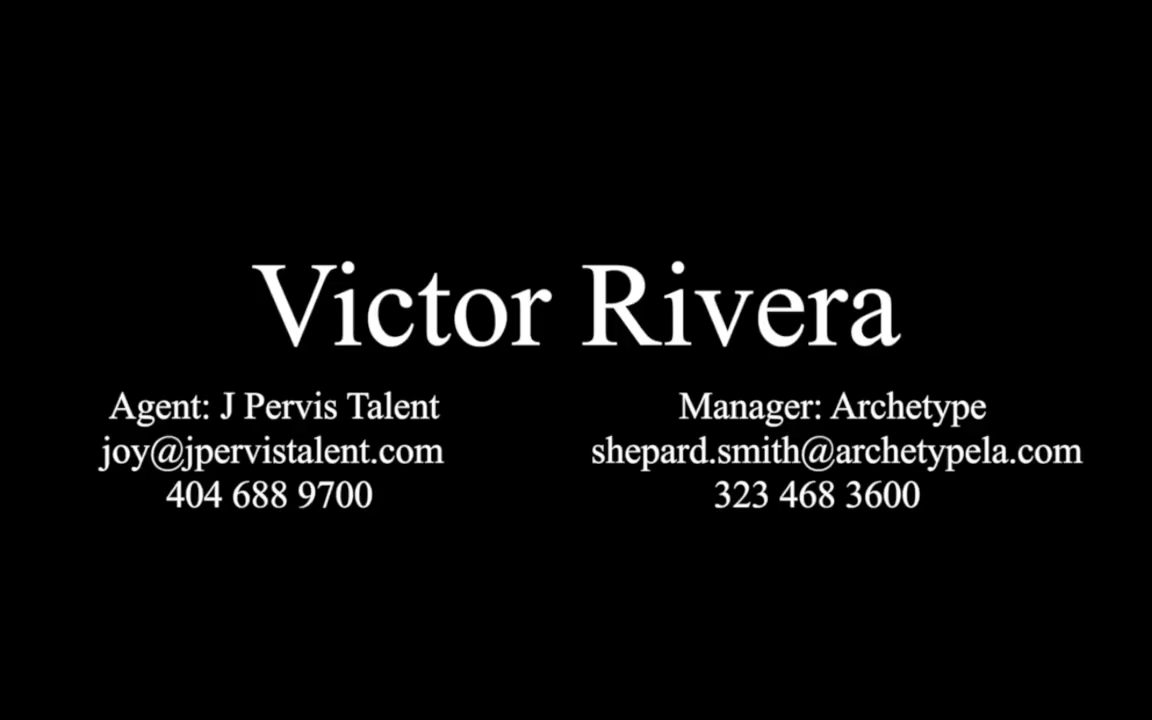 Victor Rivera
Agent: J Pervis Talent
joy@jpervistalent.com
404 688 9700
Manager: Archetype
shepard.smith@archetypela.com
323 468 3600